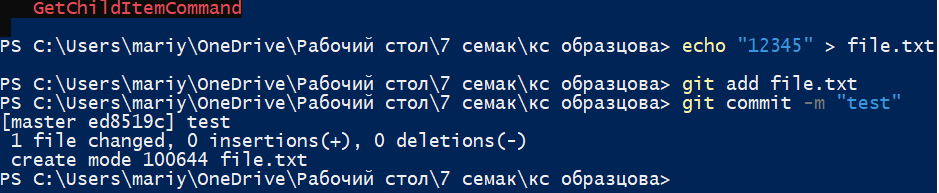 GetChildItemCommand
PS C:\Users\mariy\OneDrive\Рабочий стол\7 семак\кс образцова> echo "12345" > file.txt
PS C:\Users\mariy\OneDrive\Рабочий стол\7 семак\кс образцова> git add file.txt
PS C:\Users\mariy\OneDrive\Рабочий стол\7 семак\кс образцова> git commit -m "test"
[master ed8519c] test
1 file changed, 0 insertions(+), 0 deletions(-)
create mode 100644 file.txt
PS C:\Users\mariy\OneDrive\Рабочий стол\7 семак\кс образцова>